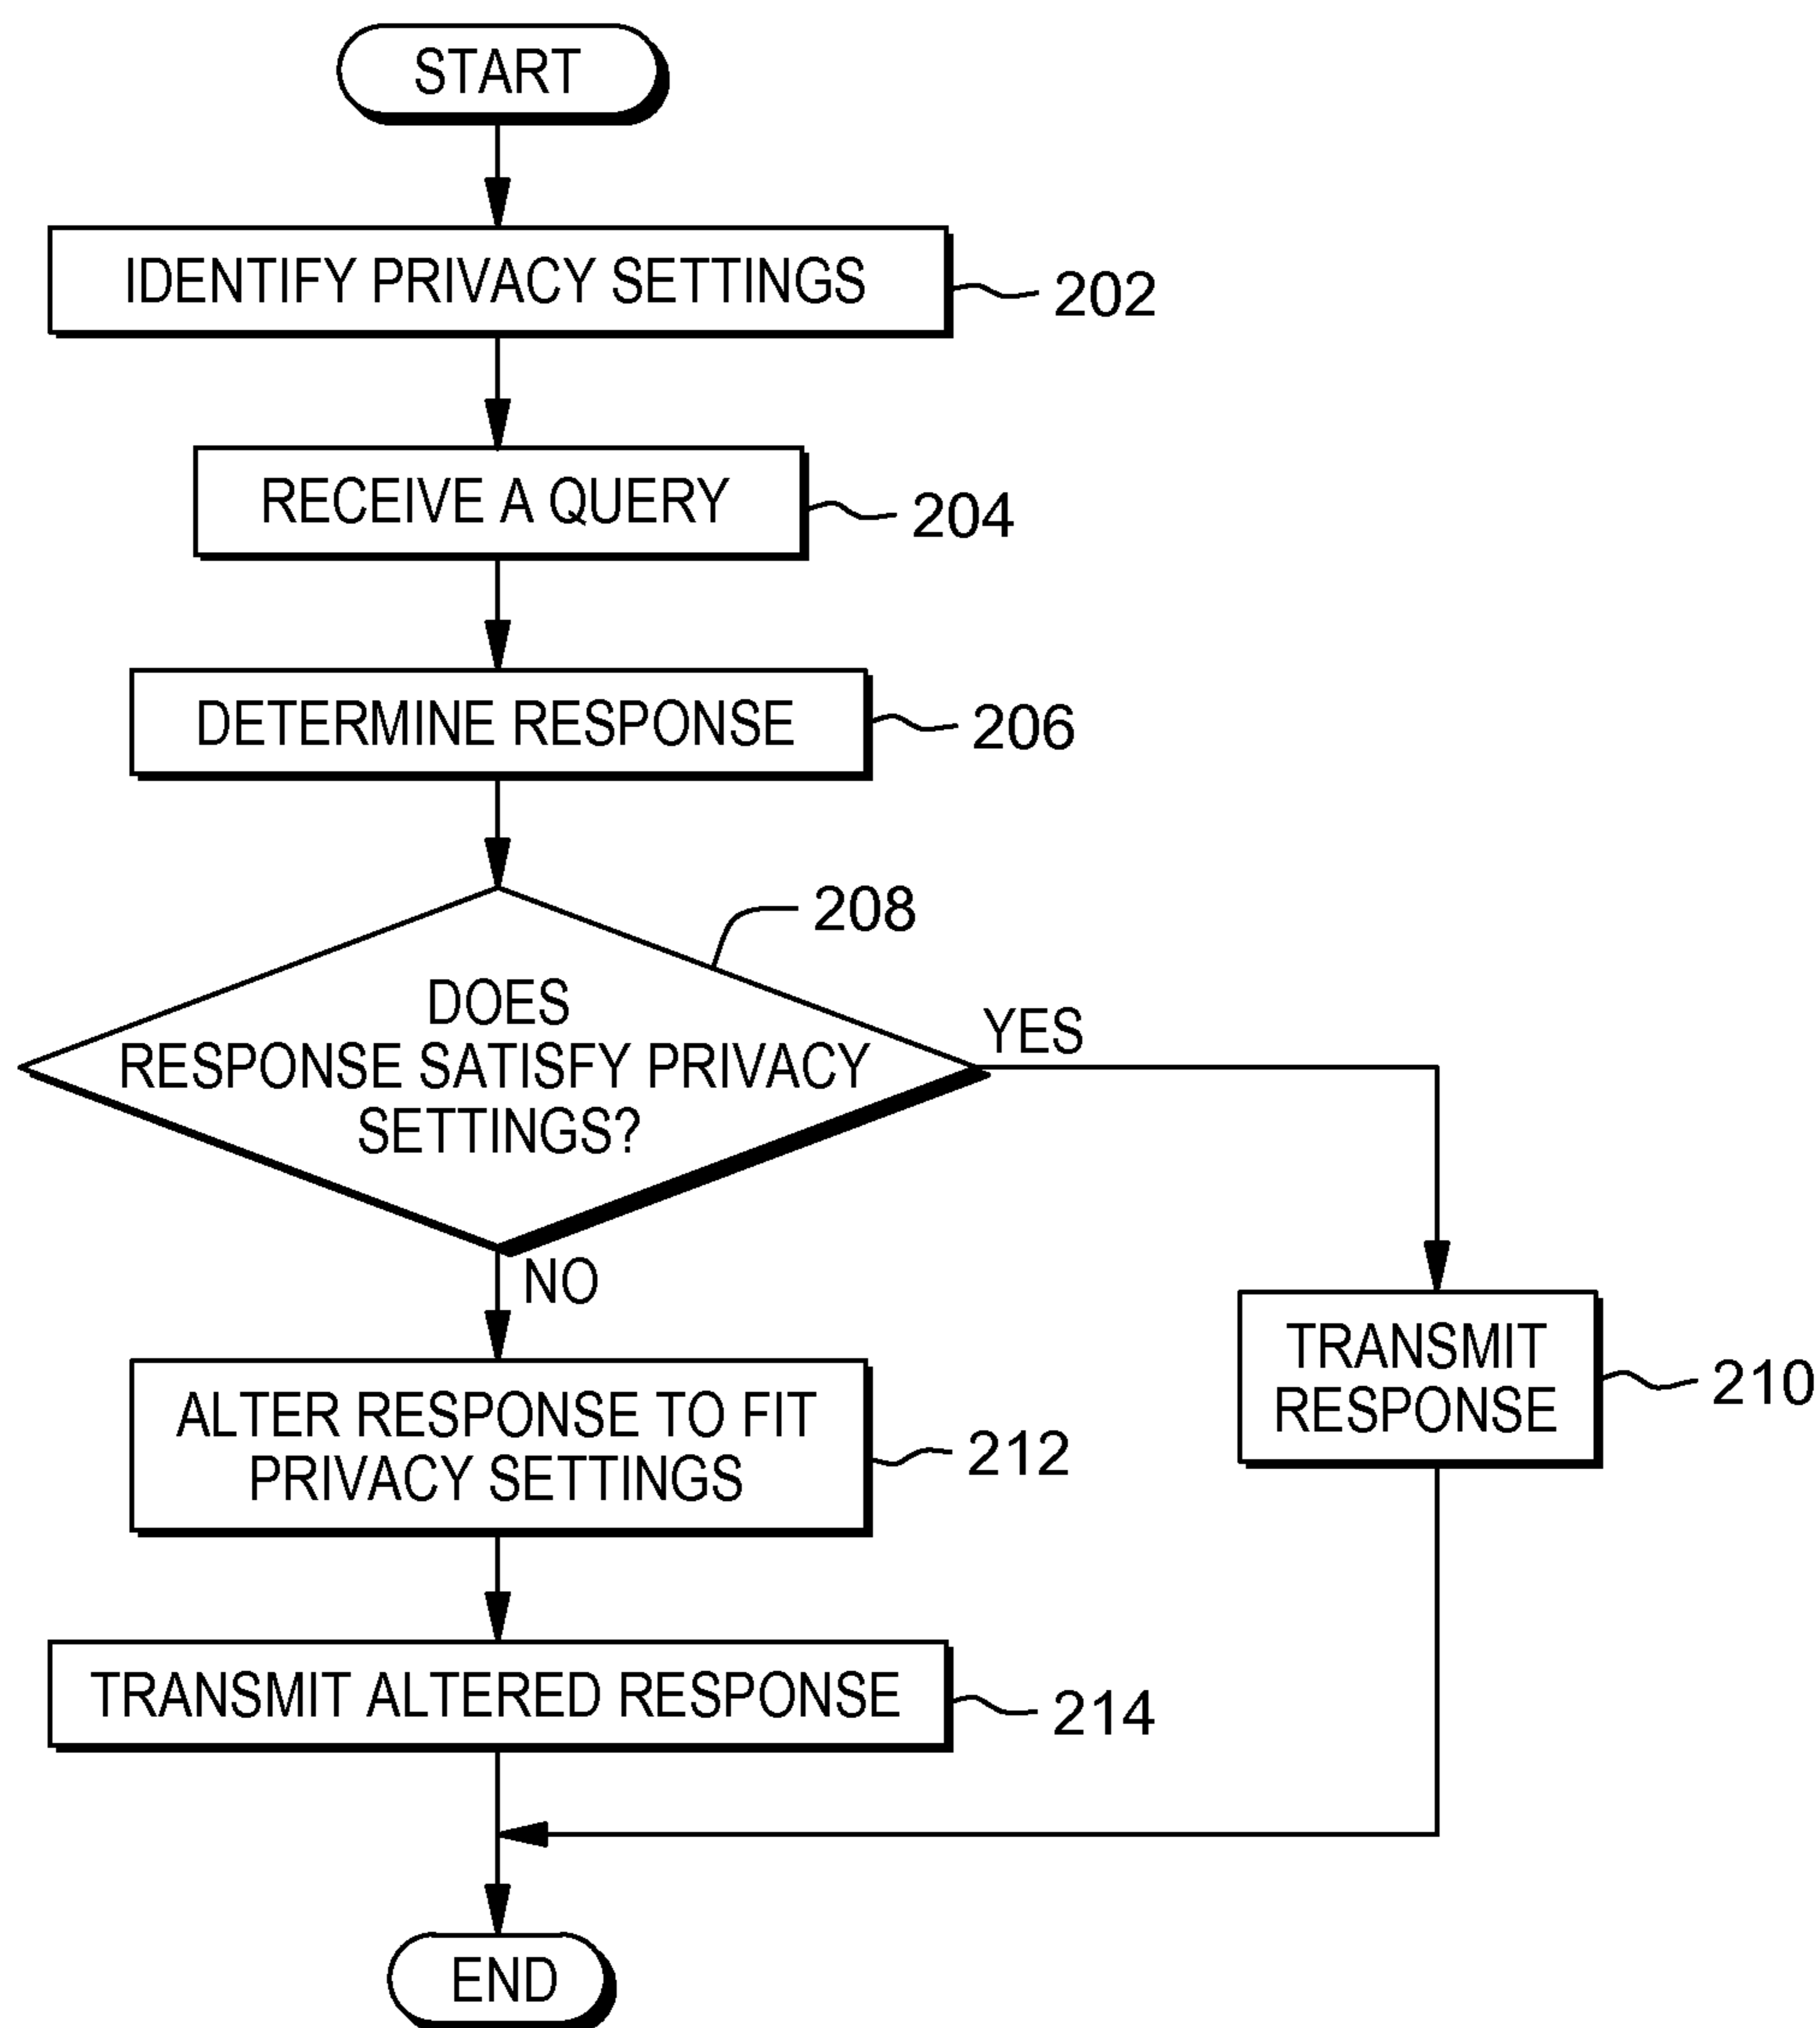 START
IDENTIFY PRIVACY SETTINGS
202
RECEIVE A QUERY
204
DETERMINE RESPONSE
206
208
DOES
RESPONSE SATISFY PRIVACY
SETTINGS?
YES
NO
TRANSMIT
RESPONSE
210
ALTER RESPONSE TO FIT
PRIVACY SETTINGS
212
TRANSMIT ALTERED RESPONSE
214
END